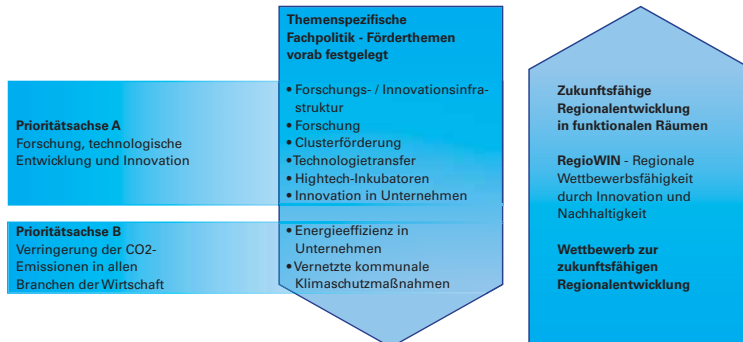 Themenspezifische
Fachpolitik - Förderthemen
vorab festgelegt
Prioritätsachse A
Forschung, technologische
Entwicklung und Innovation
• Forschungs- / Innovationsinfra-
struktur
• Forschung
• Clusterförderung
• Technologietransfer
• Hightech-Inkubatoren
• Innovation in Unternehmen
Prioritätsachse B
Verringerung der CO2-
Emissionen in allen
Branchen der Wirtschaft
• Energieeffizienz in
Unternehmen
• Vernetzte kommunale
Klimaschutzmaßnahmen
Zukunftsfähige
Regionalentwicklung
in funktionalen Räumen
RegioWIN - Regionale
Wettbewerbsfähigkeit
durch Innovation und
Nachhaltigkeit
Wettbewerb zur
zukunftsfähigen
Regionalentwicklung